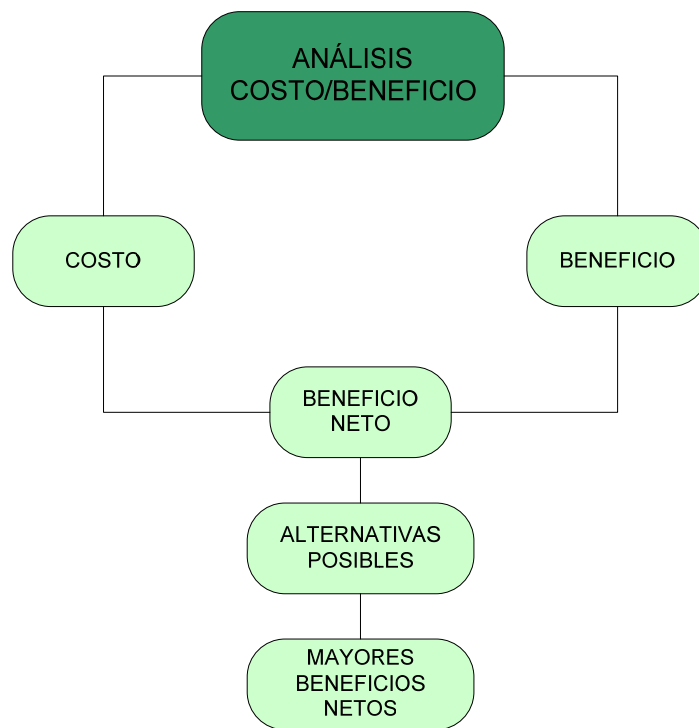 ANÁLISIS
COSTO/BENEFICIO
COSTO
BENEFICIO
BENEFICIO
NETO
ALTERNATIVAS
POSIBLES
MAYORES
BENEFICIOS
NETOS